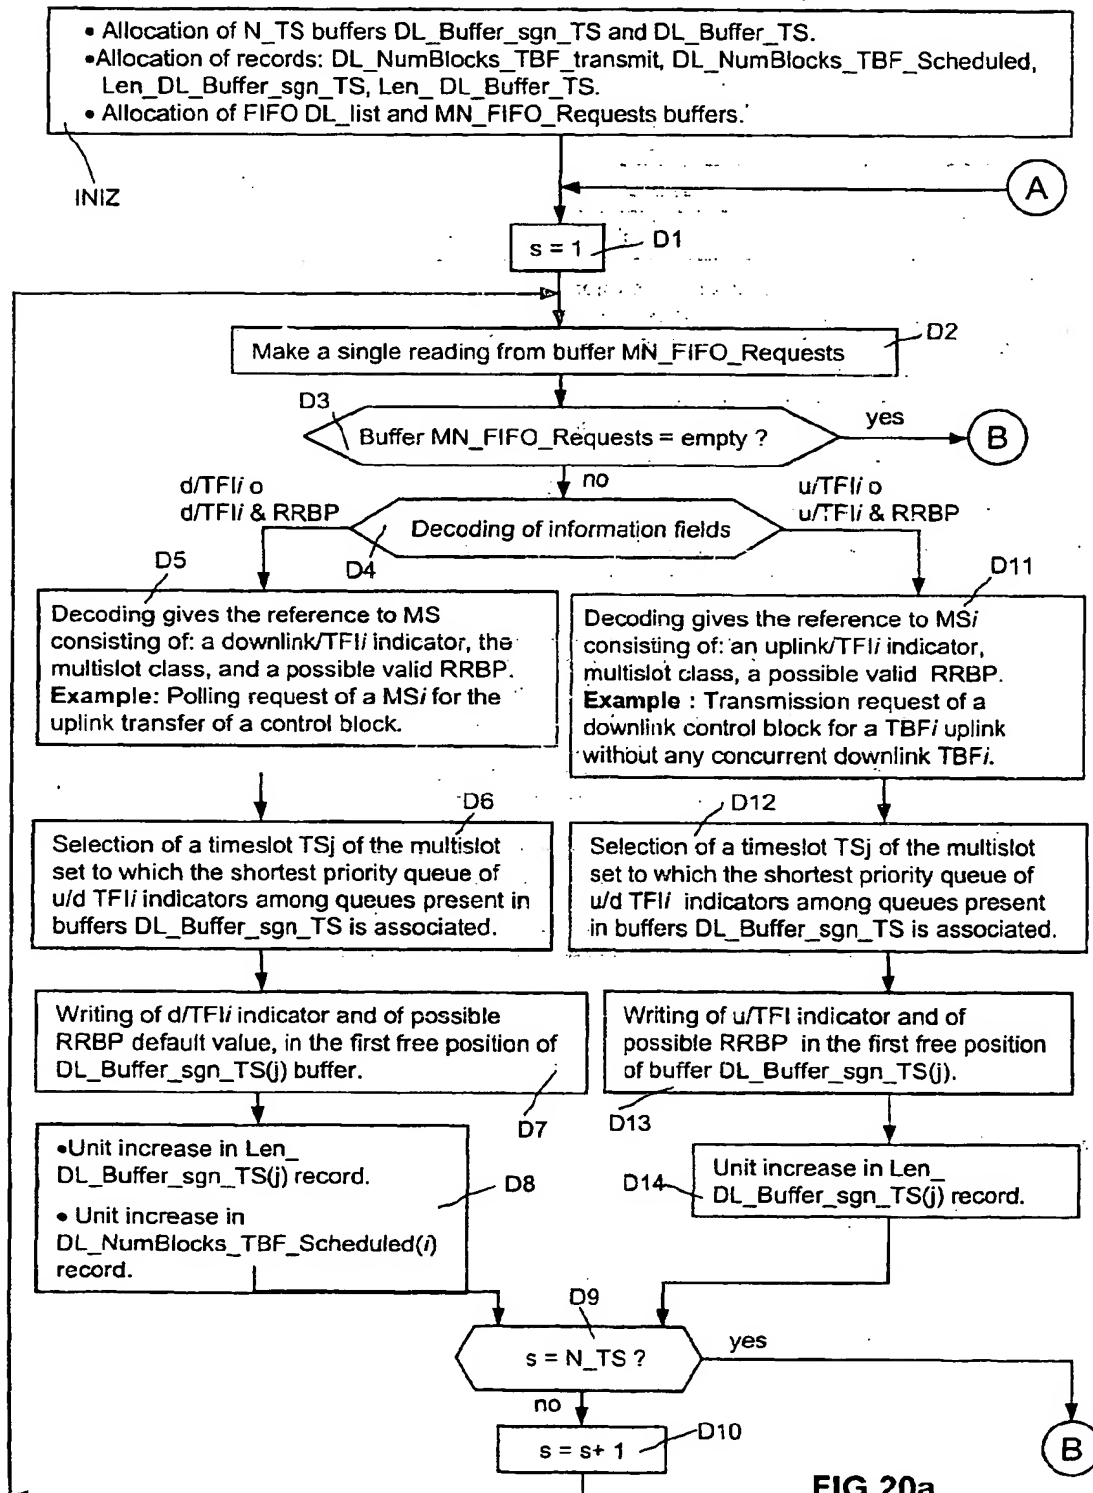 • Allocation of N_TS buffers DL_Buffer_sgn_TS and DL_Buffer_TS.
•Allocation of records: DL_NumBlocks_TBF_transmit, DL_NumBlocks_TBF_Scheduled,
Len_DL_Buffer_sgn_TS, Len_ DL_Buffer_TS.
• Allocation of FIFO DL_list and MN_FIFO_Requests buffers.
INIZ
A
s = 1
D1
D2
Make a single reading from buffer MN_FIFO_Requests
D3
Buffer MN_FIFO_Requests = empty ?
yes
B
no
d/TFIi o
d/TFIi & RRBP
u/TFIi o
u/TFIi & RRBP
Decoding of information fields
D4
D5
D11
Decoding gives the reference to MS
consisting of: a downlink/TFIi indicator, the
multislot class, and a possible valid RRBP.
Example: Polling request of a MSi for the
uplink transfer of a control block.
Decoding gives the reference to MSi
consisting of: an uplink/TFIi indicator,
multislot class, a possible valid RRBP.
Example : Transmission request of a
downlink control block for a TBFi uplink
without any concurrent downlink TBFi.
D6
D12
Selection of a timeslot TSj of the multislot
set to which the shortest priority queue of
u/d TFIi indicators among queues present in
buffers DL_Buffer_sgn_TS is associated.
Selection of a timeslot TSj of the multislot
set to which the shortest priority queue of
u/d TFIi indicators among queues present
in buffers DL_Buffer_sgn_TS is associated.
Writing of d/TFIi indicator and of possible
RRBP default value, in the first free position of
DL_Buffer_sgn_TS(j) buffer.
D7
Writing of u/TFI indicator and of
possible RRBP in the first free position
of buffer DL_Buffer_sgn_TS(j).
D13
•Unit increase in Len_
DL_Buffer_sgn_TS(j) record.
• Unit increase in
DL_NumBlocks_TBF_Scheduled(i)
record.
D8
D14
Unit increase in Len_
DL_Buffer_sgn_TS(j) record.
D9
s = N_TS ?
yes
no
s = s+ 1
D10
B
FIG.20a